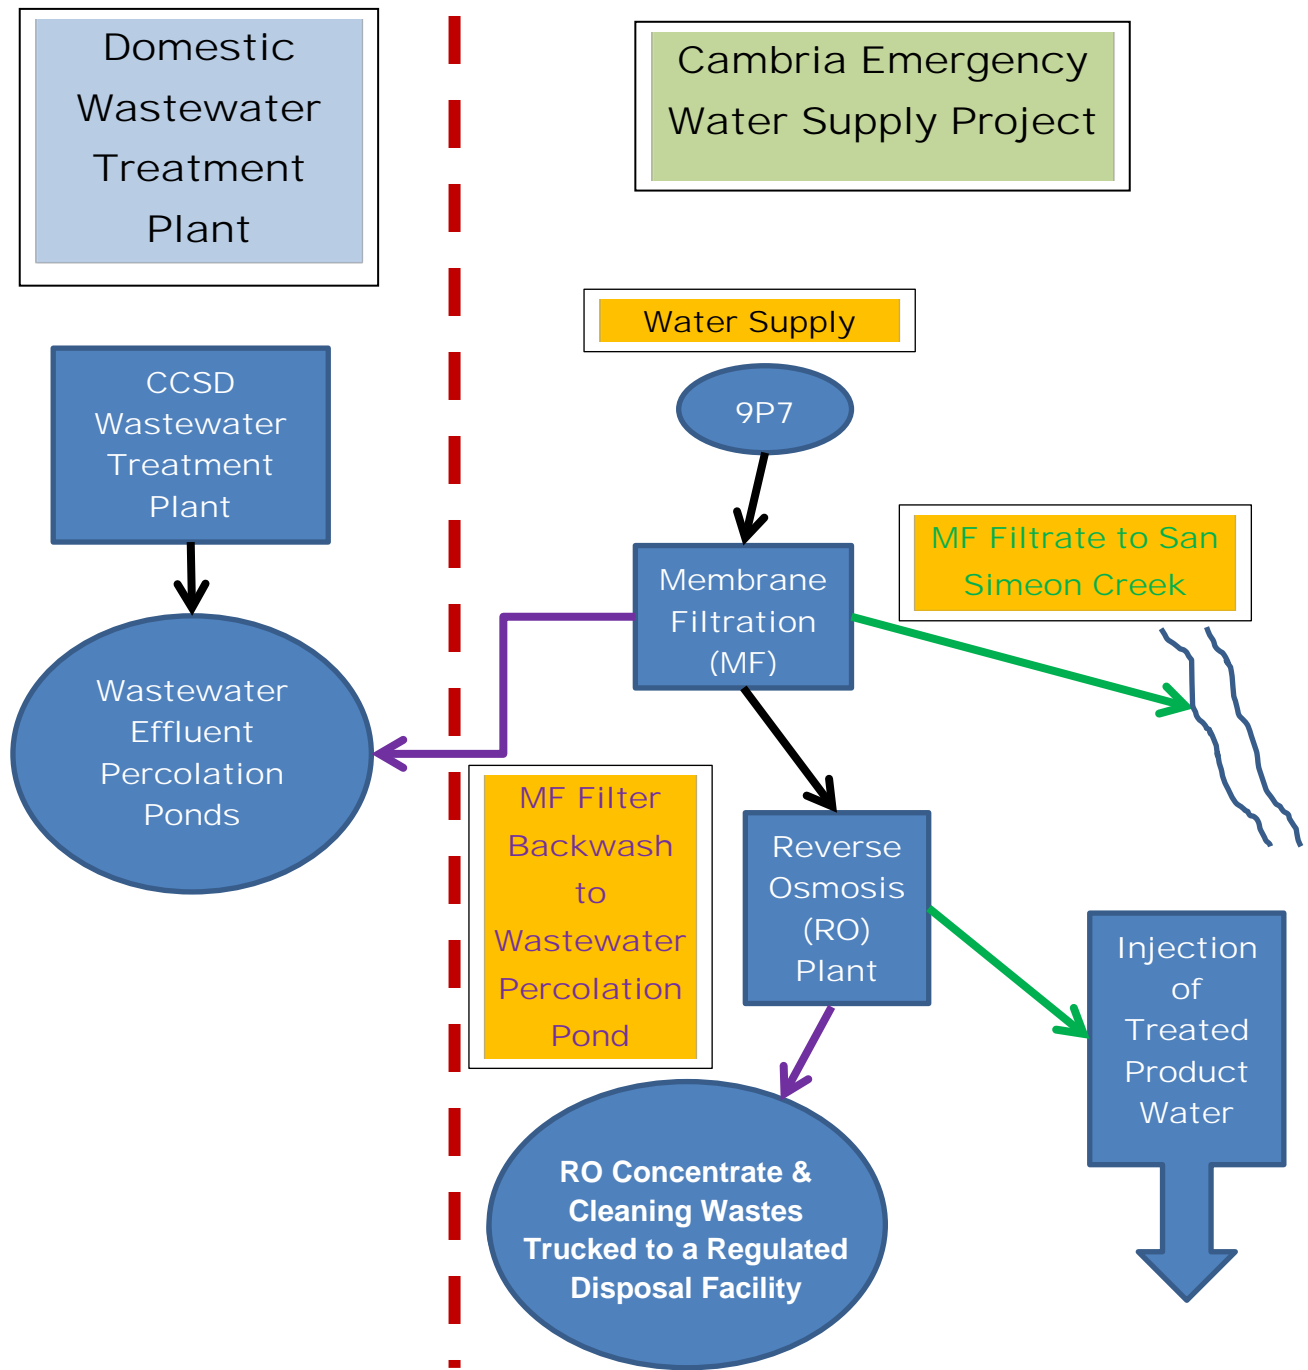 Domestic
Wastewater
Treatment
Plant
Cambria Emergency
Water Supply Project
Water Supply
9P7
CCSD
Wastewater
Treatment
Plant
MF Filtrate to San
Simeon Creek
Membrane
Filtration
(MF)
Wastewater
Effluent
Percolation
Ponds
MF Filter
Backwash
to
Wastewater
Percolation
Pond
Reverse
Osmosis
(RO)
Plant
Injection
of
Treated
Product
Water
RO Concentrate &
Cleaning Wastes
Trucked to a Regulated
Disposal Facility